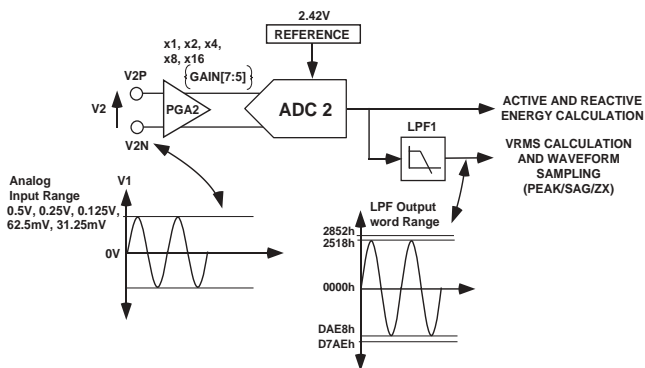 2.42V
REFERENCE
x1, x2, x4,
x8, x16
{GAIN[7:5]}
V2P
V2
PGA2
V2N
ADC 2
ACTIVE AND REACTIVE
ENERGY CALCULATION
LPF1
VRMS CALCULATION
AND WAVEFORM
SAMPLING
(PEAK/SAG/ZX)
Analog
Input Range
0.5V, 0.25V, 0.125V,
62.5mV, 31.25mV
V1
0V
LPF Output
word Range
2852h
2518h
0000h
DAE8h
D7AEh